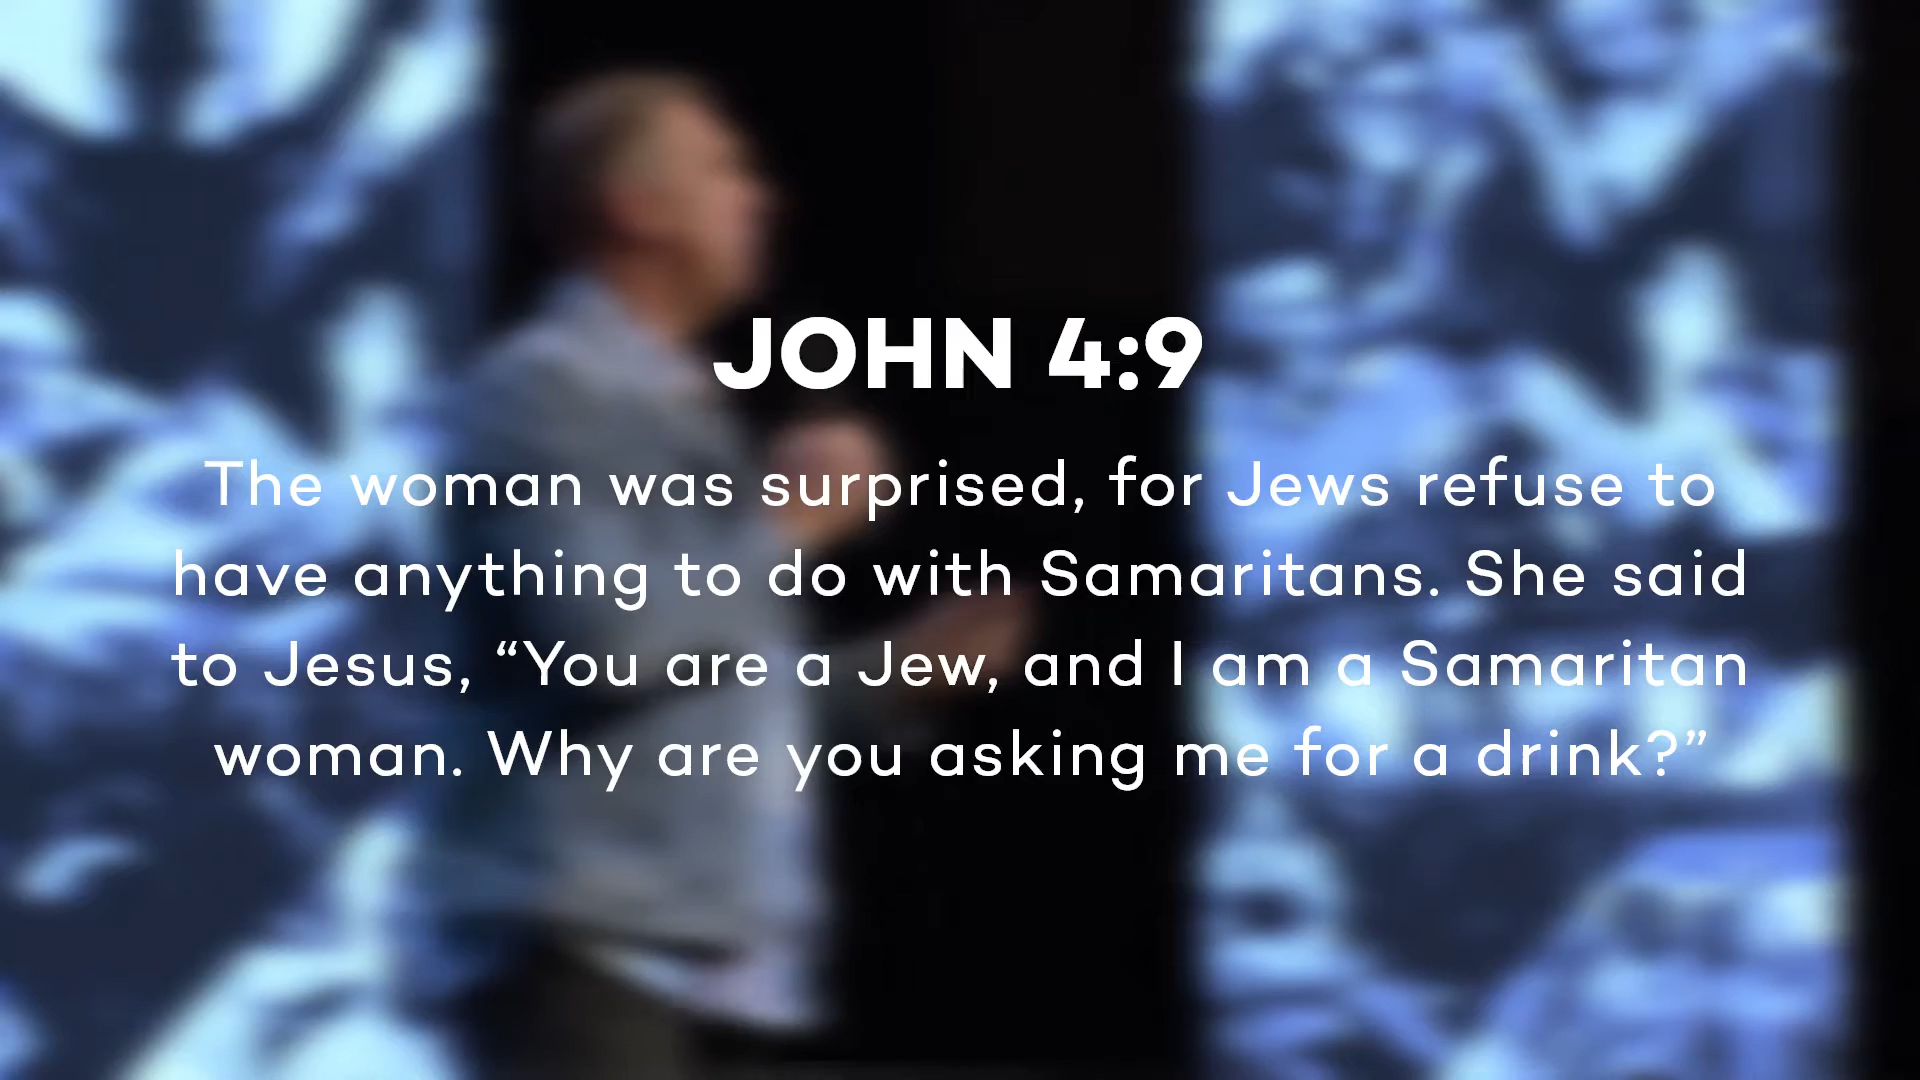 JOHN 4:9
The woman was surprised, for Jews refuse to
have anything to do with Samaritans. She said
to Jesus, “You are a Jew, and I am a Samaritan
woman. Why are you asking me for a drink?”